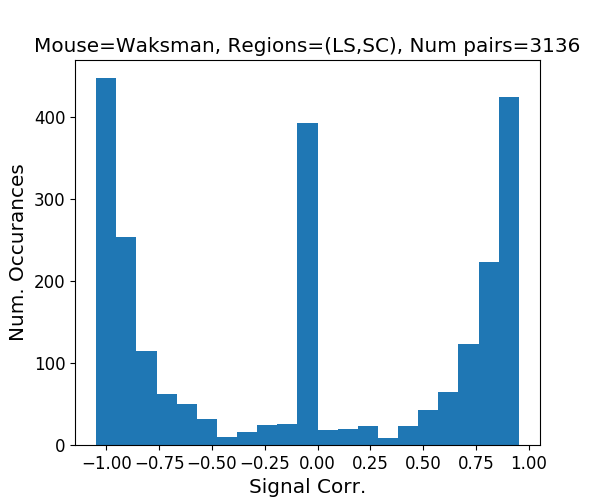 Mouse=Waksman, Regions=(LS,SC), Num pairs=3136
400
300
200
100
0
Num. Occurances
−1.00 −0.75 −0.50 −0.25 0.00 0.25 0.50 0.75 1.00
Signal Corr.